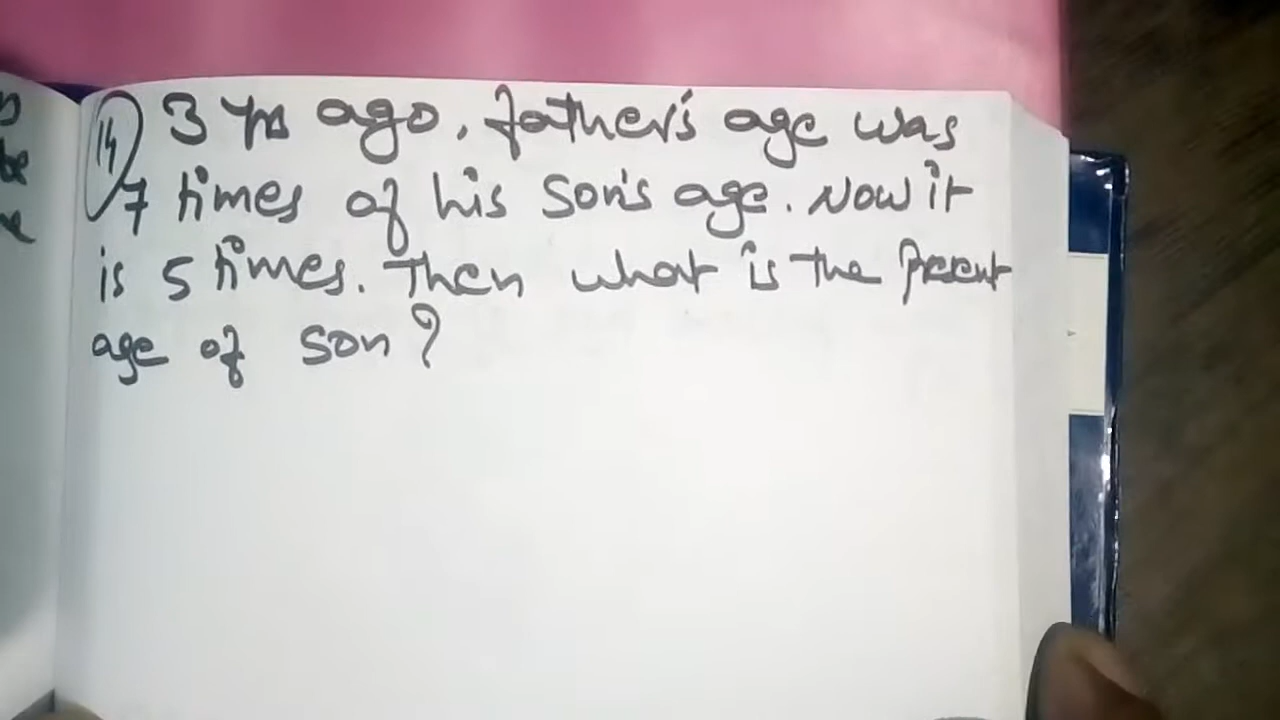 14) 3 yrs ago, father's age was
7 times of his son's age. Now it
is 5 times. Then what is the Present
age of son?